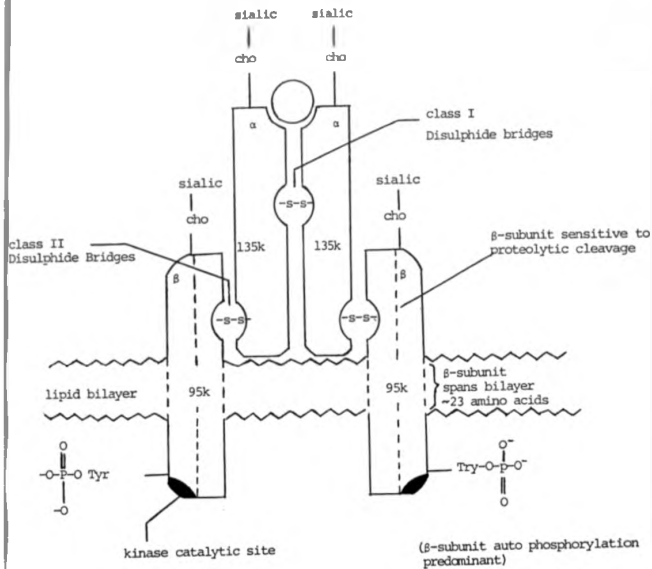 sialic sialic
cho cho
α α
class I
Disulphide bridges
sialic sialic
-s-s-
cho cho
class II
Disulphide Bridges
135k 135k
β-subunit sensitive to
proteolytic cleavage
β β
-s-s- -s-s-
lipid bilayer
95k 95k
β-subunit
spans bilayer
~23 amino acids
O O⁻
-O-P-O Tyr Try-O-P-O⁻
-O O
kinase catalytic site
(β-subunit auto phosphorylation
predominant)